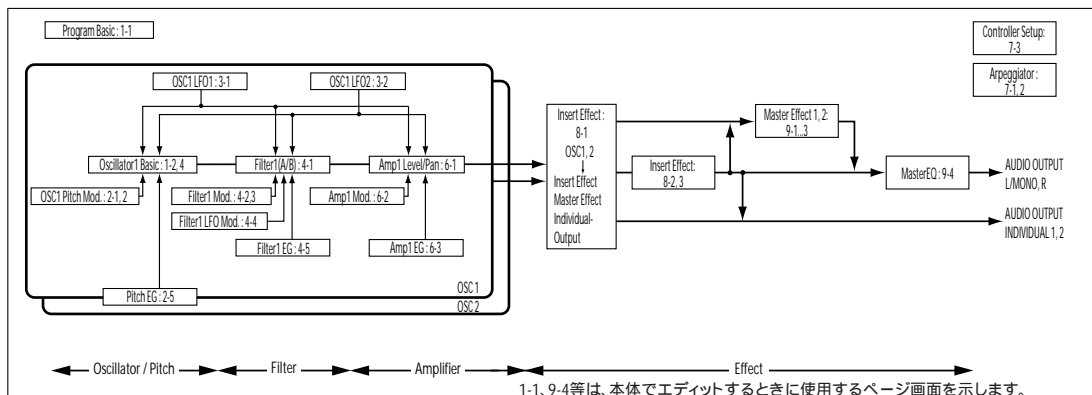 Program Basic : 1-1
Controller Setup:
7-3
Arpeggiator :
7-1, 2
OSC1 LFO1 : 3-1
OSC1 LFO2 : 3-2
Oscillator1 Basic : 1-2, 4
Filter1(A/B) : 4-1
Amp1 Level/Pan : 6-1
OSC1 Pitch Mod. : 2-1, 2
Filter1 Mod. : 4-2,3
Amp1 Mod. : 6-2
Filter1 LFO Mod. : 4-4
Filter1 EG : 4-5
Amp1 EG : 6-3
Pitch EG : 2-5
OSC 1
OSC 2
Insert Effect :
8-1
OSC1, 2
Insert Effect
Master Effect
Individual-
Output
Insert Effect:
8-2, 3
Master Effect 1, 2:
9-1...3
MasterEQ : 9-4
AUDIO OUTPUT
L/MONO, R
AUDIO OUTPUT
INDIVIDUAL 1, 2
Oscillator / Pitch
Filter
Amplifier
Effect
1-1、9-4等は、本体でエディットするときに使用するページ画面を示します。